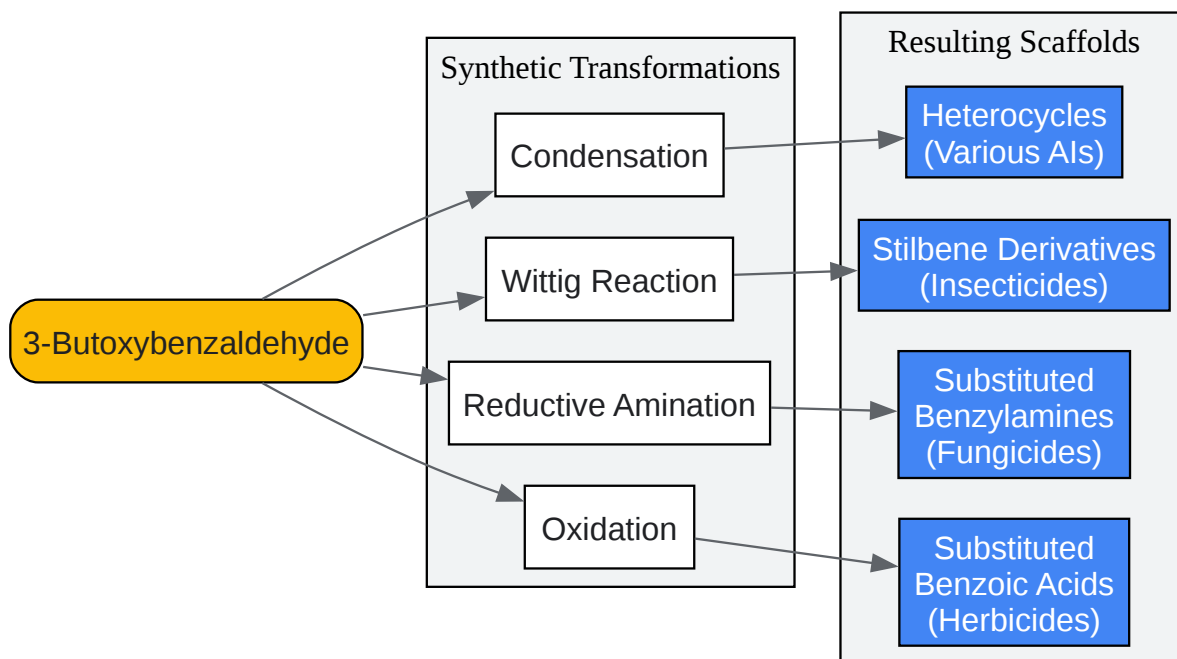 Resulting Scaffolds
Synthetic Transformations
Condensation
Heterocycles
(Various AIs)
Wittig Reaction
Stilbene Derivatives
(Insecticides)
3-Butoxybenzaldehyde
Reductive Amination
Substituted
Benzylamines
(Fungicides)
Oxidation
Substituted
Benzoic Acids
(Herbicides)